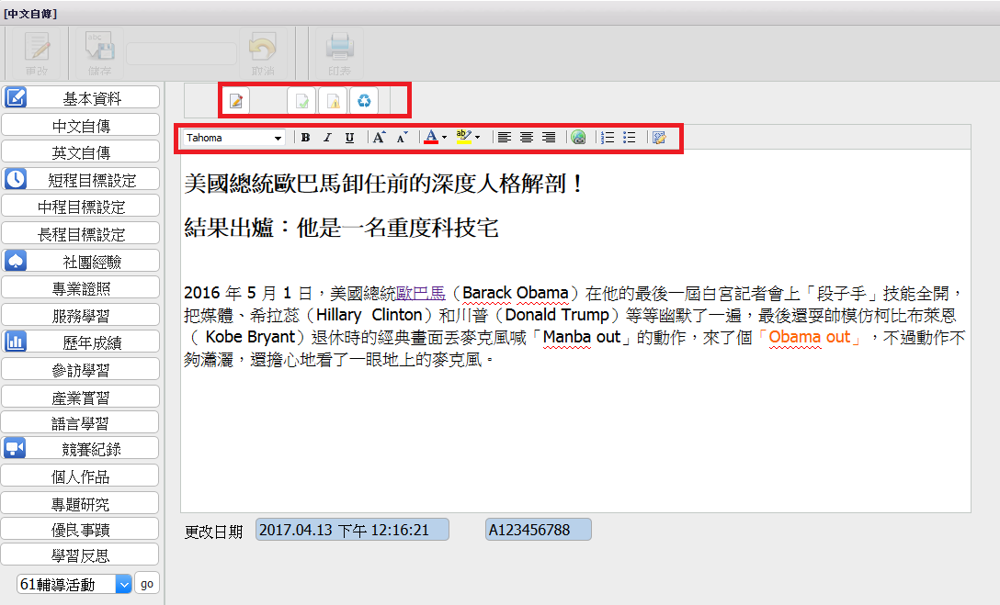 [中文自傳]
更改
儲存
取消
印表
基本資料
中文自傳
英文自傳
短程目標設定
中程目標設定
長程目標設定
社團經驗
專業證照
服務學習
歷年成績
參訪學習
產業實習
語言學習
競賽紀錄
個人作品
專題研究
優良事蹟
學習反思
61輔導活動 go
Tahoma B I U A A A ab
美國總統歐巴馬卸任前的深度人格解剖！
結果出爐：他是一名重度科技宅
2016 年 5 月 1 日，美國總統歐巴馬（Barack Obama）在他的最後一屆白宮記者會上「段子手」技能全開，
把媒體、希拉蕊（Hillary Clinton）和川普（Donald Trump）等等幽默了一遍，最後還耍帥模仿柯比布萊恩
（ Kobe Bryant）退休時的經典畫面丟麥克風喊「Manba out」的動作，來了個「Obama out」，不過動作不
夠瀟灑，還擔心地看了一眼地上的麥克風。
更改日期 2017.04.13 下午 12:16:21 A123456788